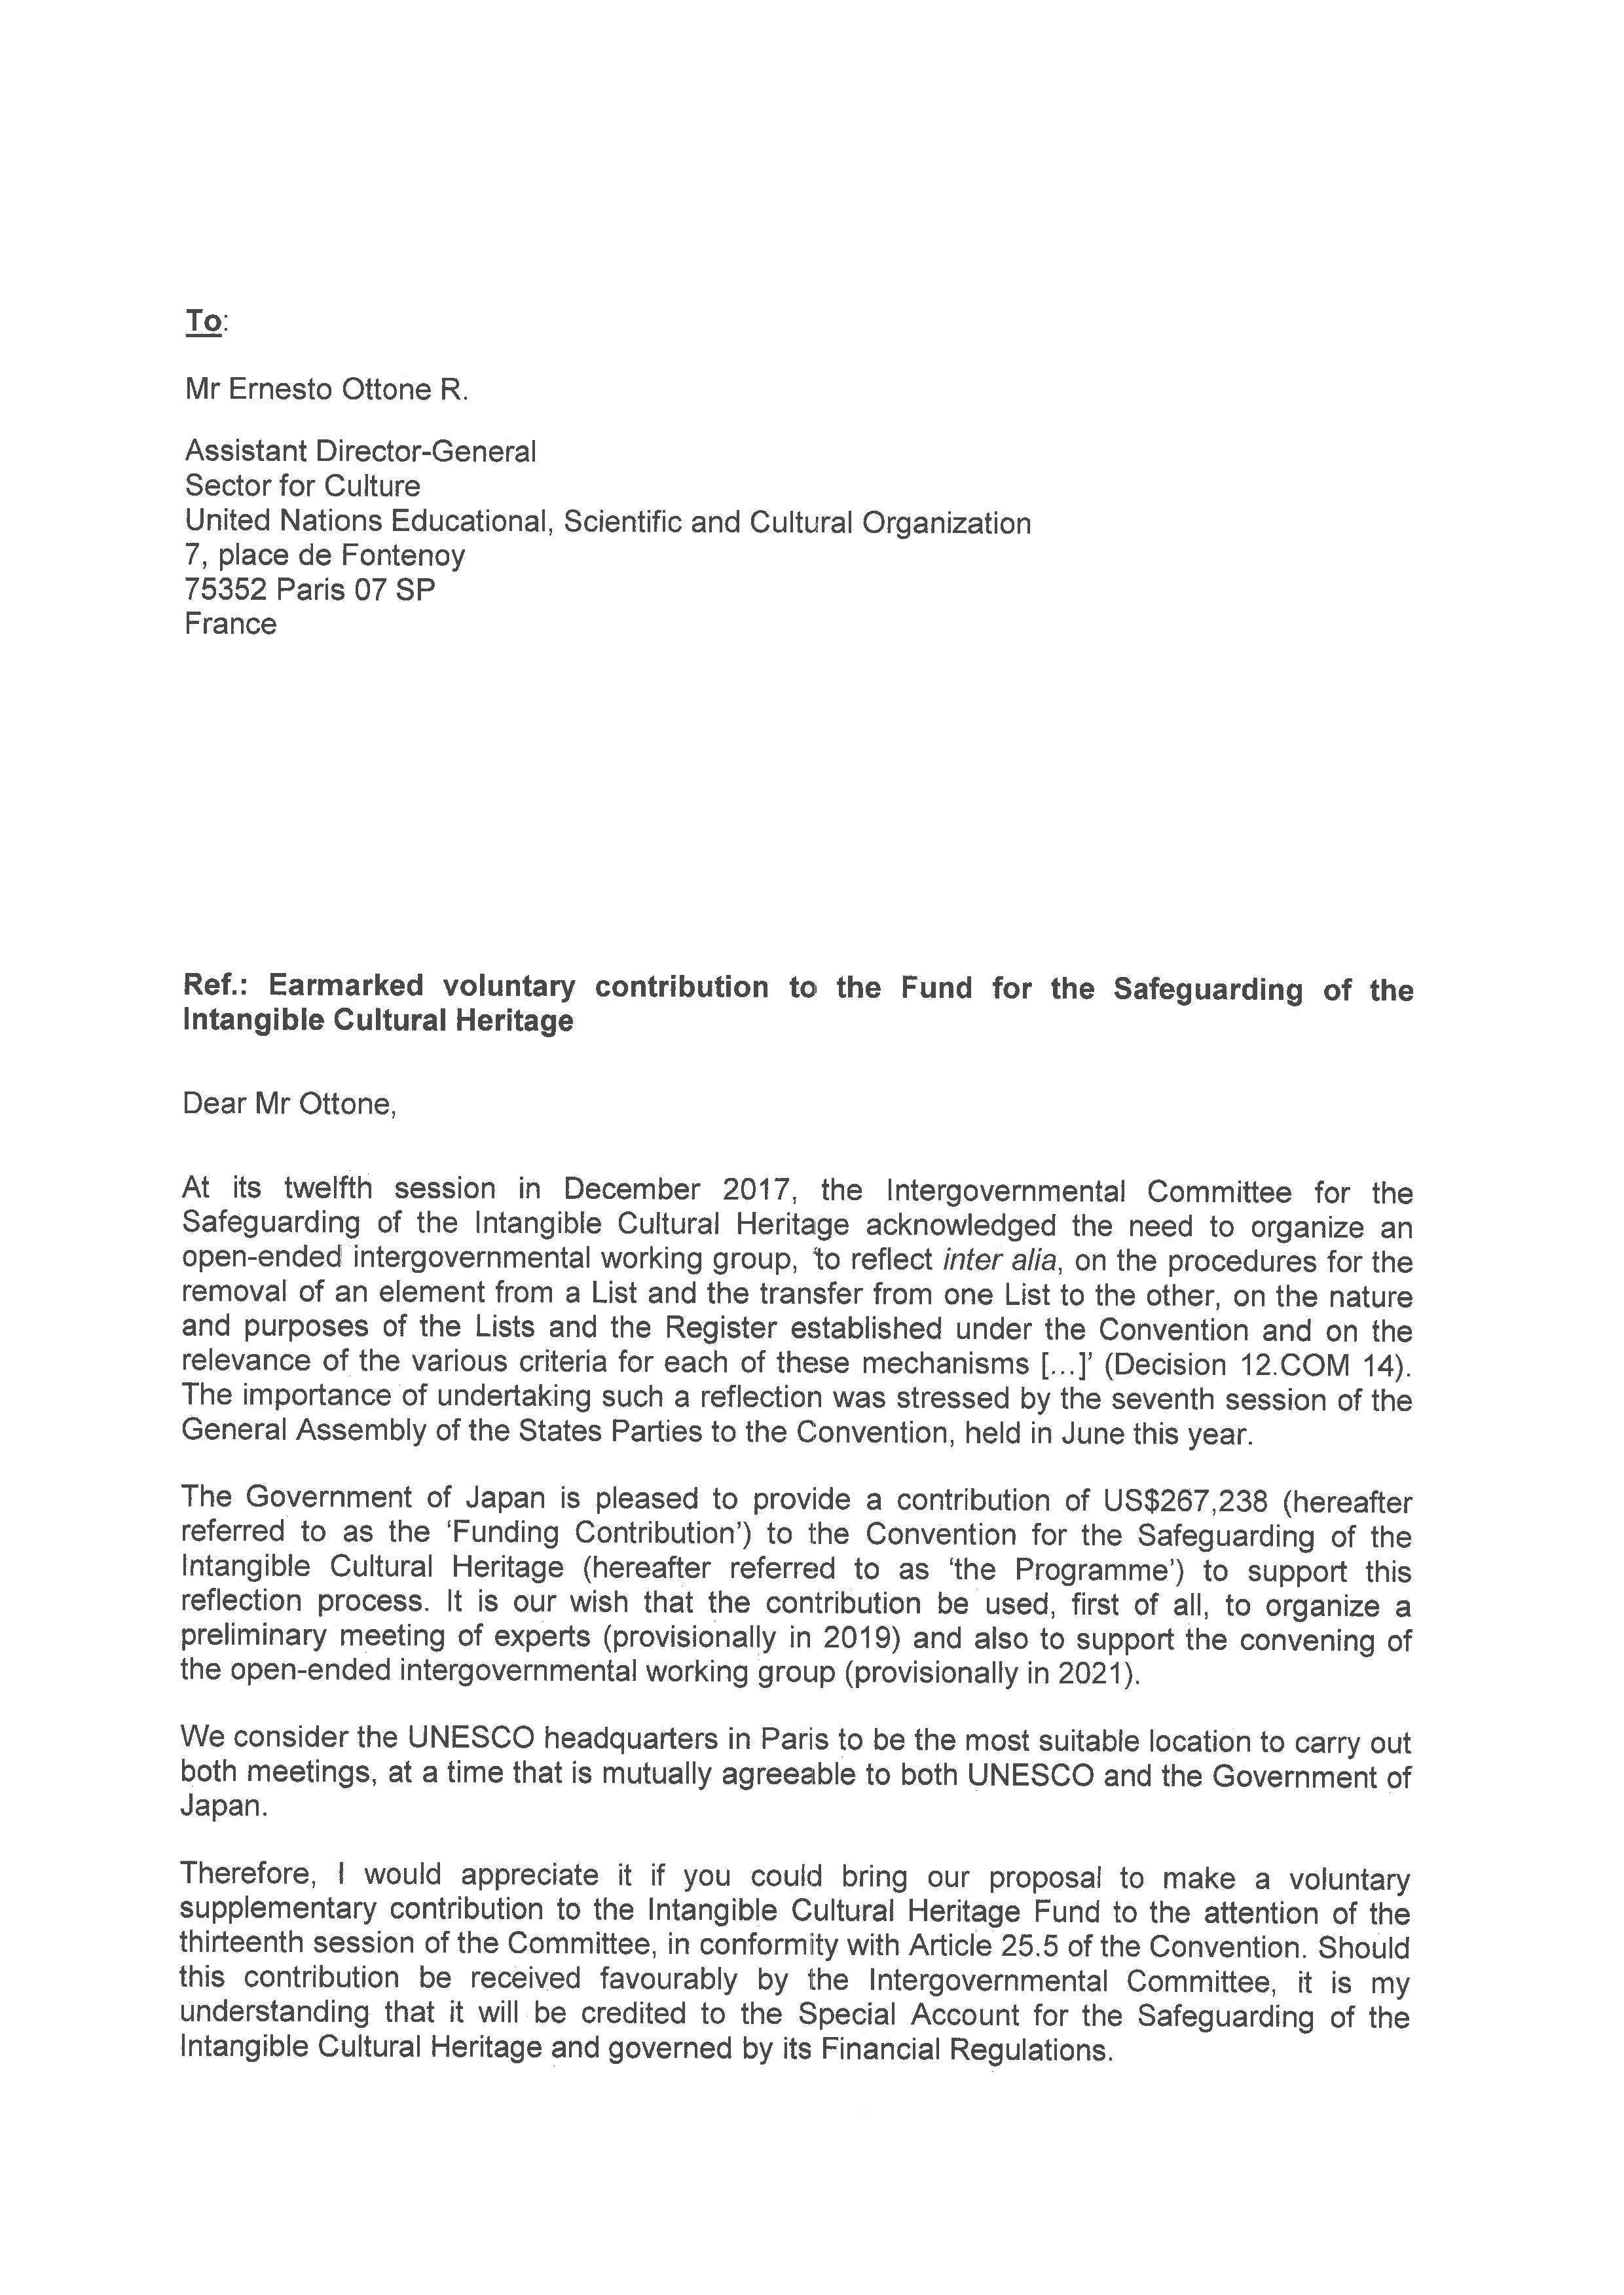 To:
Mr Ernesto Ottone R.
Assistant Director-General
Sector for Culture
United Nations Educational, Scientific and Cultural Organization
7, place de Fontenoy
75352 Paris 07 SP
France
Ref.: Earmarked voluntary contribution to the Fund for the Safeguarding of the
Intangible Cultural Heritage
Dear Mr Ottone,
At its twelfth session in December 2017, the Intergovernmental Committee for the
Safeguarding of the Intangible Cultural Heritage acknowledged the need to organize an
open-ended intergovernmental working group, 'to reflect inter alia, on the procedures for the
removal of an element from a List and the transfer from one List to the other, on the nature
and purposes of the Lists and the Register established under the Convention and on the
relevance of the various criteria for each of these mechanisms [...]' (Decision 12.COM 14).
The importance of undertaking such a reflection was stressed by the seventh session of the
General Assembly of the States Parties to the Convention, held in June this year.
The Government of Japan is pleased to provide a contribution of US$267,238 (hereafter
referred to as the 'Funding Contribution') to the Convention for the Safeguarding of the
Intangible Cultural Heritage (hereafter referred to as 'the Programme') to support this
reflection process. It is our wish that the contribution be used, first of all, to organize a
preliminary meeting of experts (provisionally in 2019) and also to support the convening of
the open-ended intergovernmental working group (provisionally in 2021).
We consider the UNESCO headquarters in Paris to be the most suitable location to carry out
both meetings, at a time that is mutually agreeable to both UNESCO and the Government of
Japan.
Therefore, I would appreciate it if you could bring our proposal to make a voluntary
supplementary contribution to the Intangible Cultural Heritage Fund to the attention of the
thirteenth session of the Committee, in conformity with Article 25.5 of the Convention. Should
this contribution be received favourably by the Intergovernmental Committee, it is my
understanding that it will be credited to the Special Account for the Safeguarding of the
Intangible Cultural Heritage and governed by its Financial Regulations.